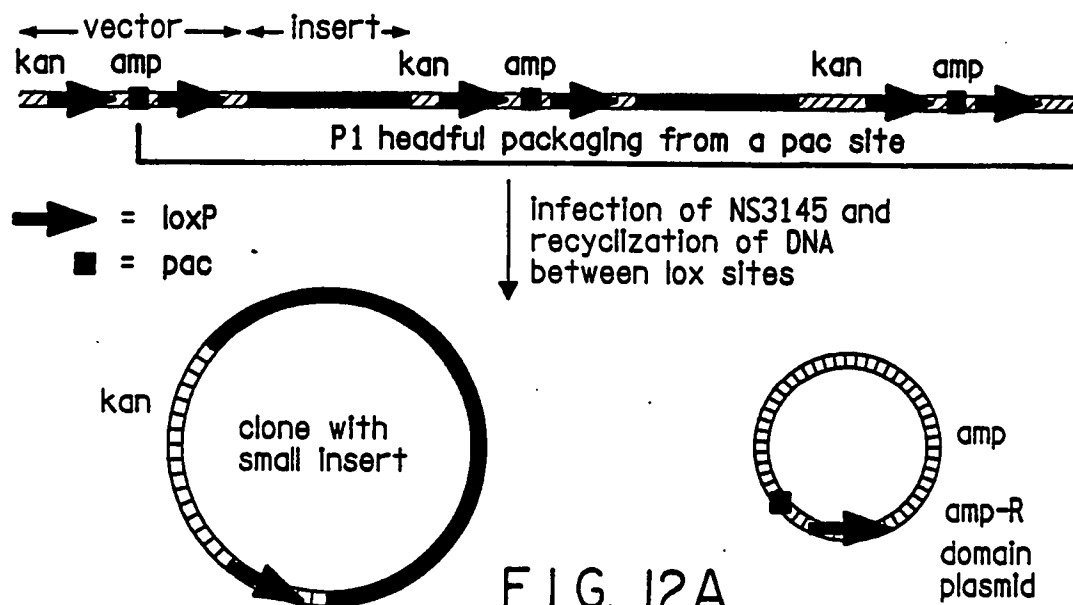 vector insert
kan amp kan amp kan amp
P1 headful packaging from a pac site
= loxP
= pac
infection of NS3145 and
recyclization of DNA
between lox sites
kan
clone with
small insert
amp
amp-R
domain
plasmid
FIG. 12A